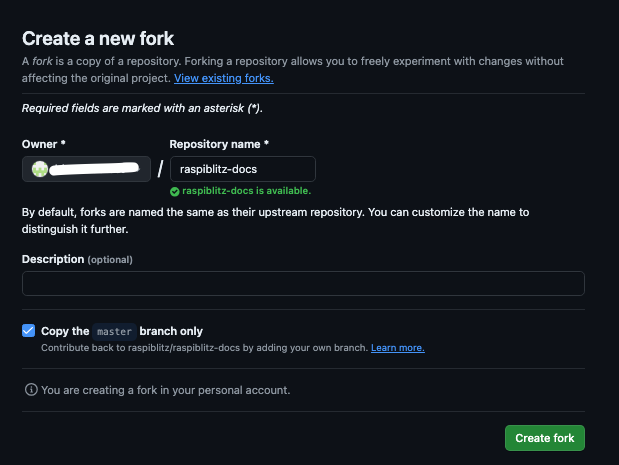 Create a new fork
A fork is a copy of a repository. Forking a repository allows you to freely experiment with changes without
affecting the original project. View existing forks.
Required fields are marked with an asterisk (*).
Owner * Repository name *
/ raspiblitz-docs
raspiblitz-docs is available.
By default, forks are named the same as their upstream repository. You can customize the name to
distinguish it further.
Description (optional)
Copy the master branch only
Contribute back to raspiblitz/raspiblitz-docs by adding your own branch. Learn more.
You are creating a fork in your personal account.
Create fork